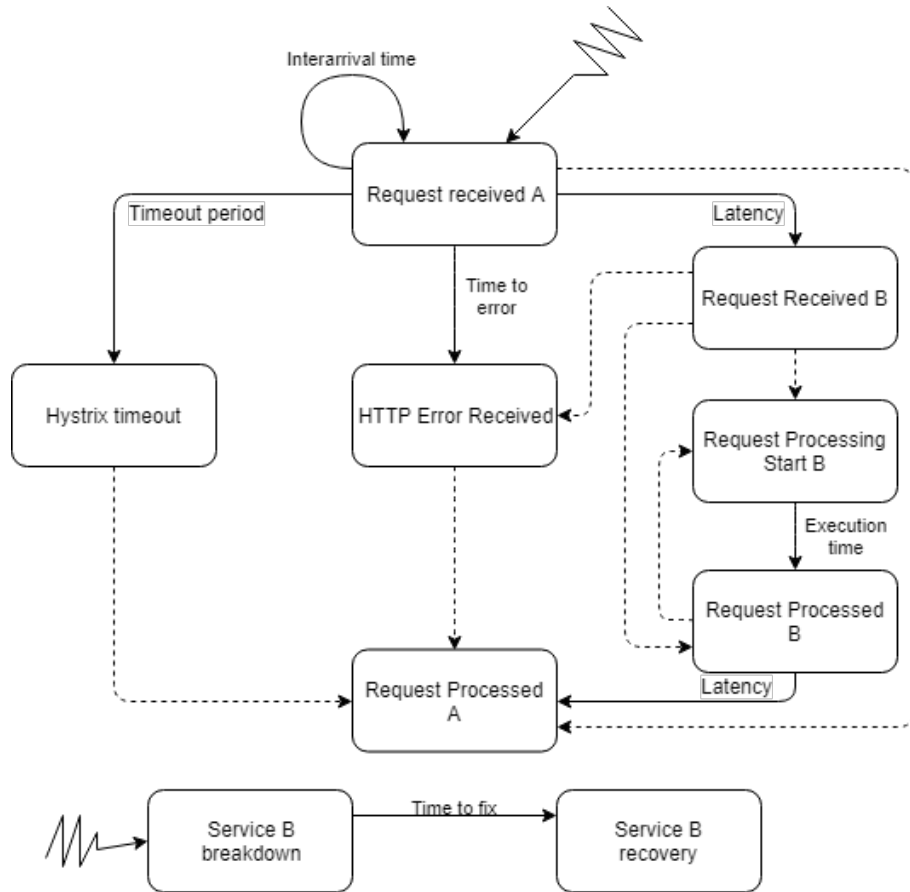 Interarrival time
Request received A
Timeout period
Latency
Time to
error
Request Received B
Hystrix timeout
HTTP Error Received
Request Processing
Start B
Execution
time
Request Processed
B
Request Processed
A
Latency
Time to fix
Service B
breakdown
Service B
recovery